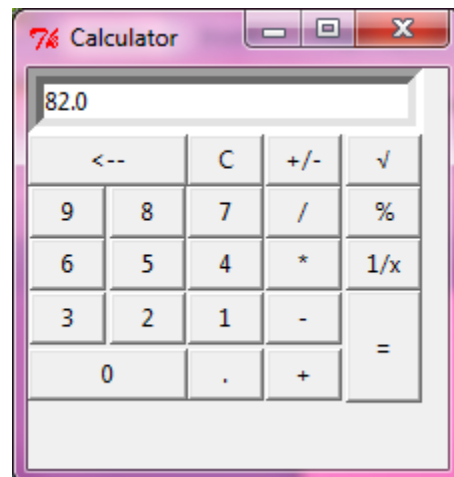 Calculator
82.0
<-- C +/- √
9 8 7 / %
6 5 4 * 1/x
3 2 1 - =
0 . +